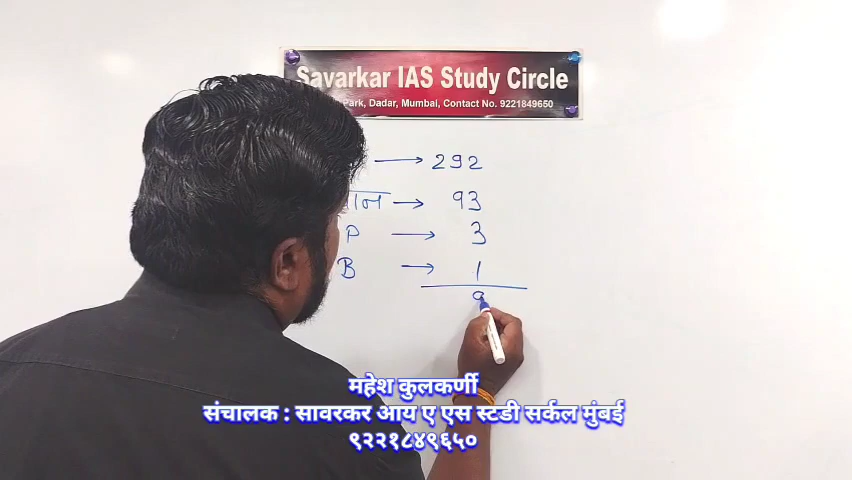 Savarkar IAS Study Circle
Park, Dadar, Mumbai, Contact No. 9221849650
→ 292
→ 93
P → 3
B → 1
9
महेश कुलकर्णी
संचालक : सावरकर आय ए एस स्टडी सर्कल मुंबई
९२२१८४९६५०